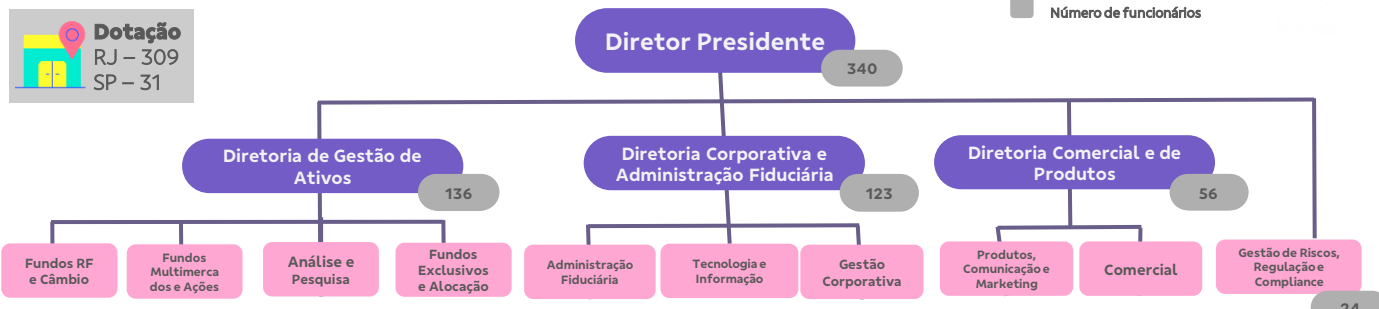 Dotação
RJ – 309
SP – 31
Número de funcionários
Diretor Presidente
340
Diretoria de Gestão de
Ativos
136
Diretoria Corporativa e
Administração Fiduciária
123
Diretoria Comercial e de
Produtos
56
Fundos RF
e Câmbio
Fundos
Multimerca
dos e Ações
Análise e
Pesquisa
Fundos
Exclusivos
e Alocação
Administração
Fiduciária
Tecnologia e
Informação
Gestão
Corporativa
Produtos,
Comunicação e
Marketing
Comercial
Gestão de Riscos,
Regulação e
Compliance
24